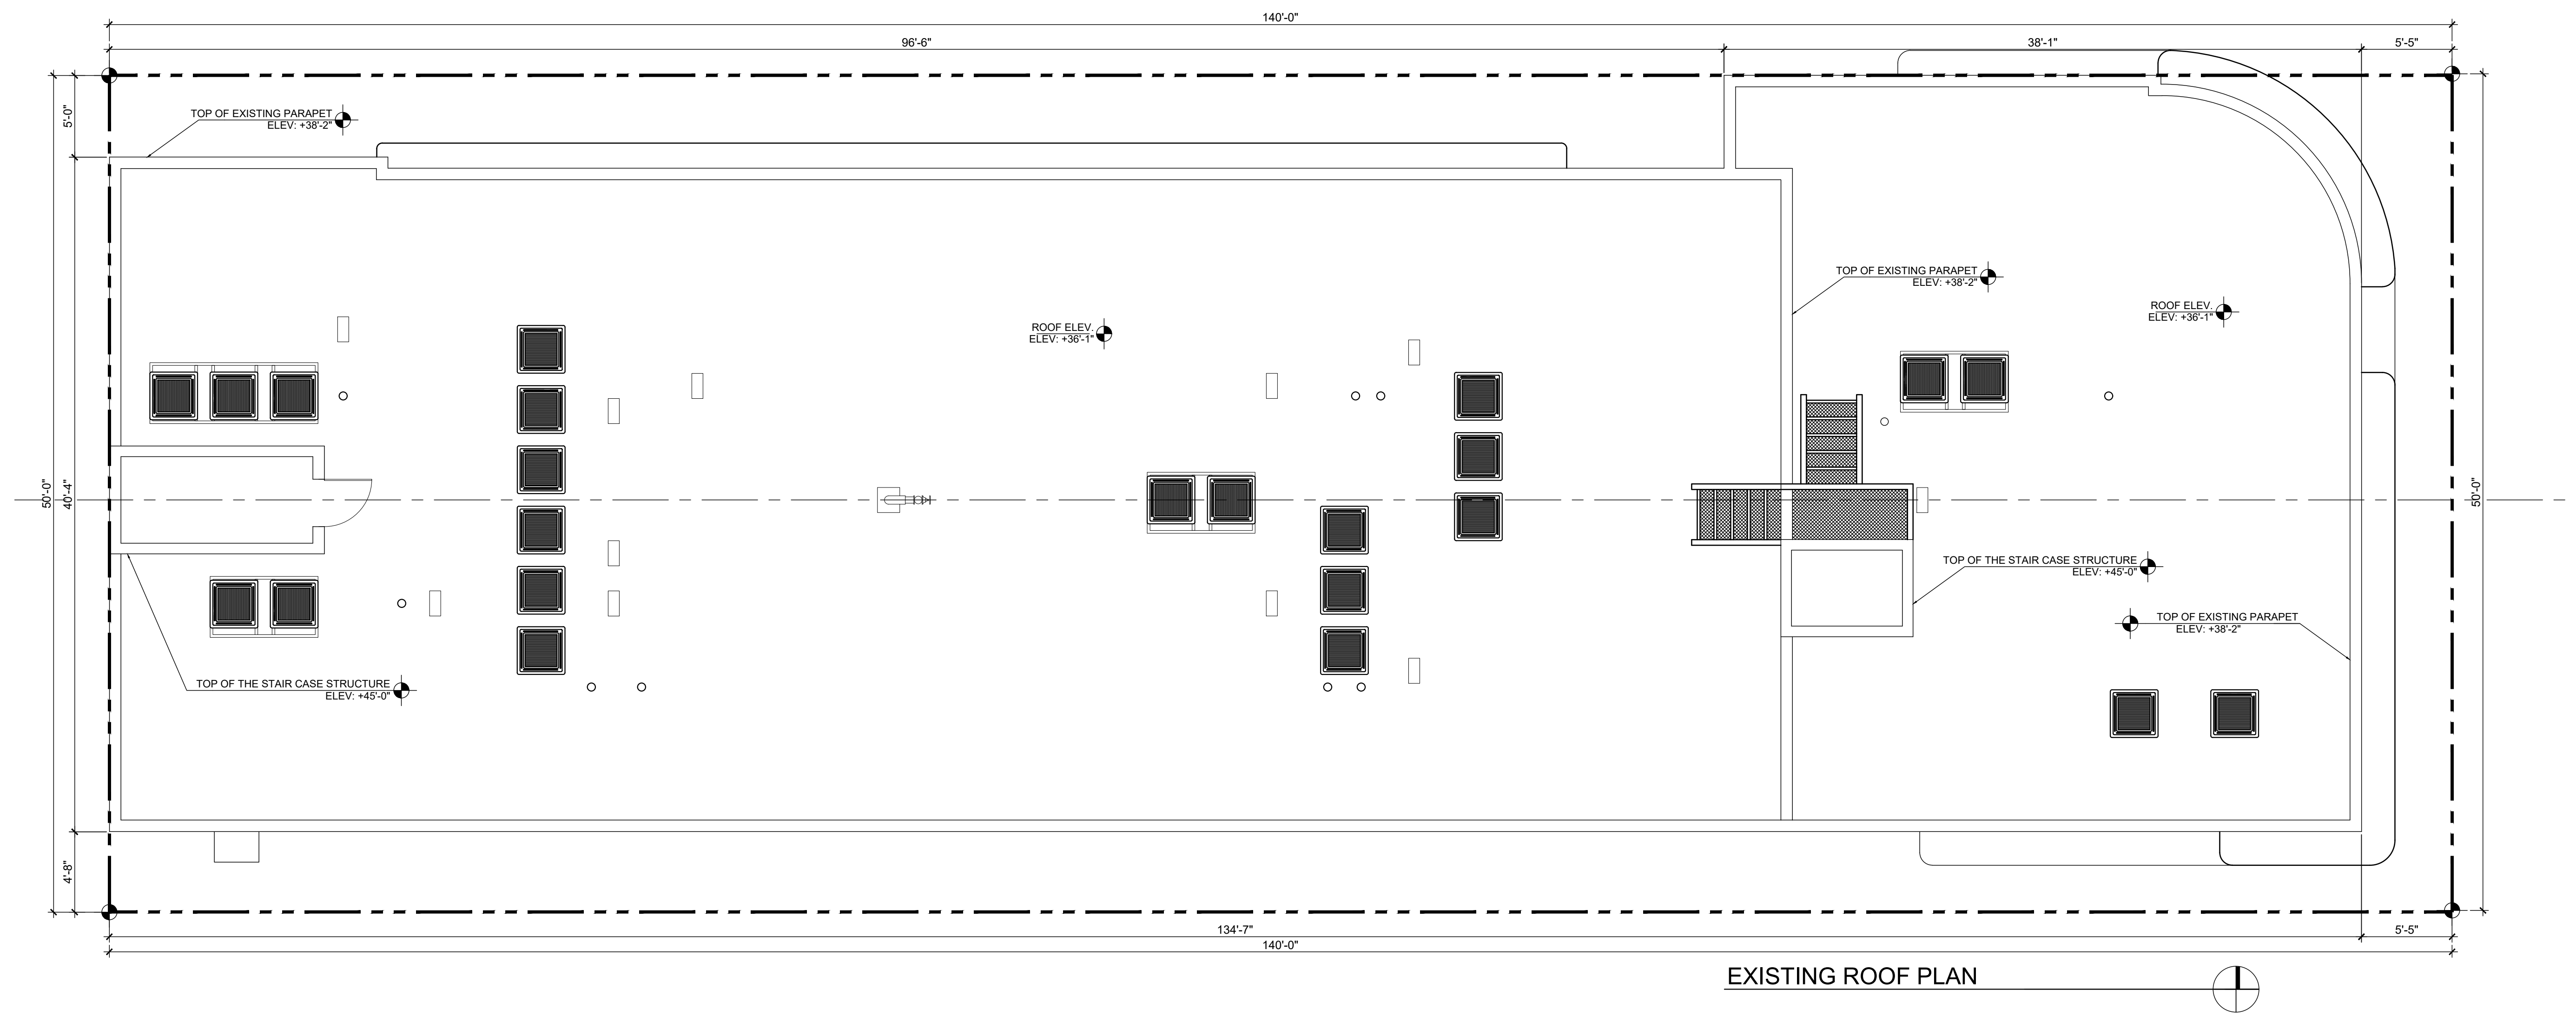 140'-0"
96'-6"
38'-1"
5'-5"
5'-0"
TOP OF EXISTING PARAPET
ELEV: +38'-2"
TOP OF EXISTING PARAPET
ELEV: +38'-2"
ROOF ELEV.
ELEV: +36'-1"
ROOF ELEV.
ELEV: +36'-1"
50'-0"
40'-4"
50'-0"
TOP OF THE STAIR CASE STRUCTURE
ELEV: +45'-0"
TOP OF EXISTING PARAPET
ELEV: +38'-2"
TOP OF THE STAIR CASE STRUCTURE
ELEV: +45'-0"
4'-8"
134'-7"
5'-5"
140'-0"
EXISTING ROOF PLAN